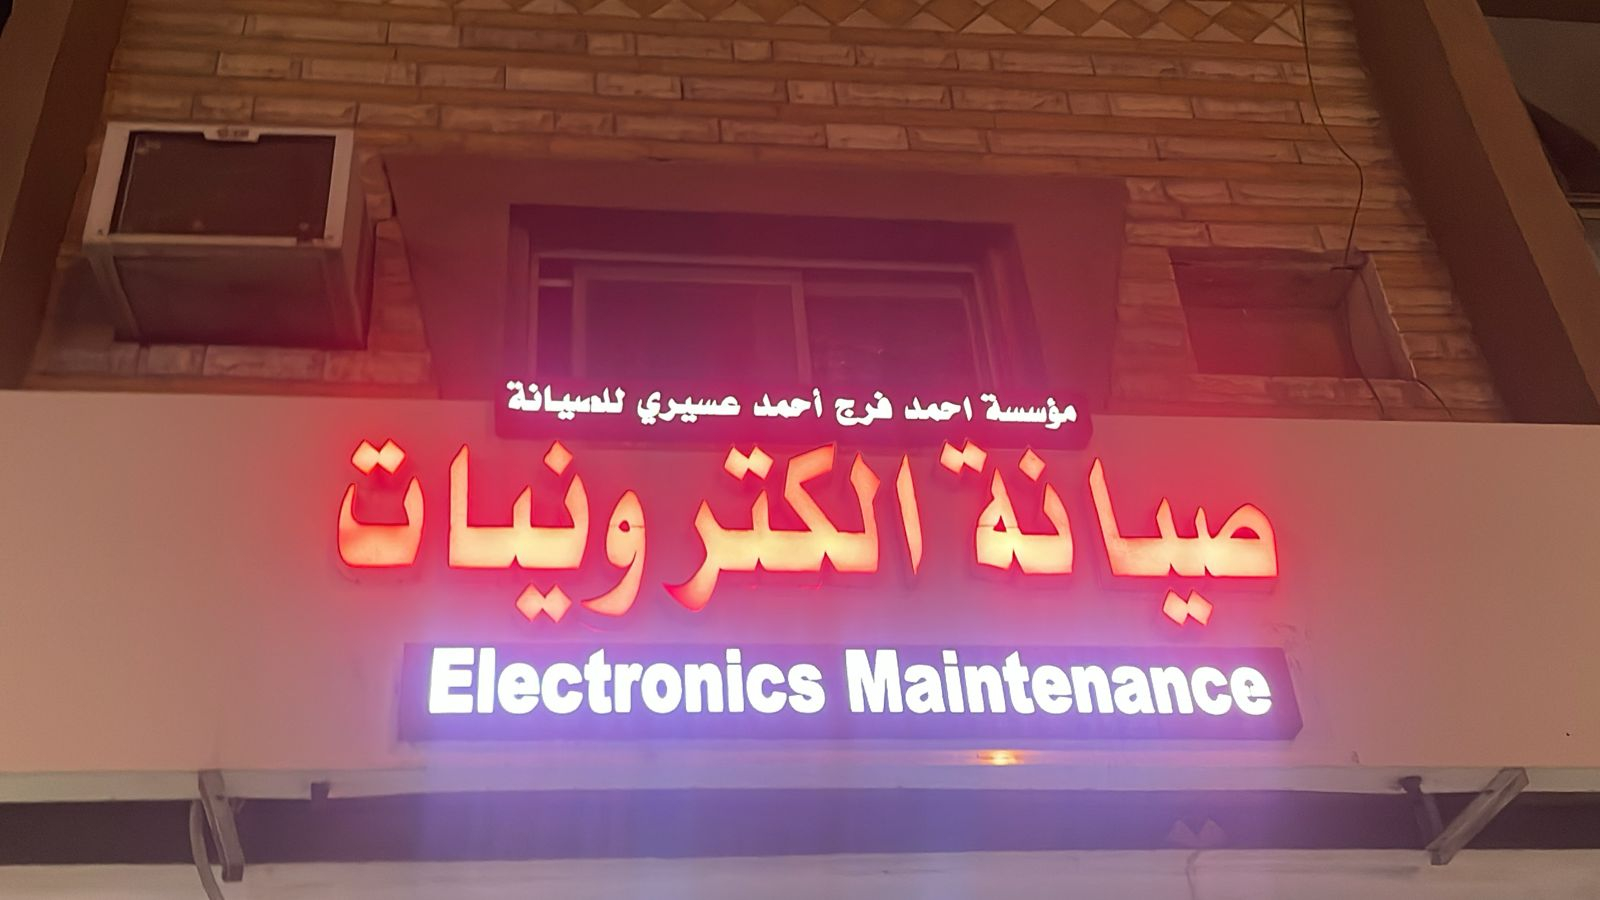 مؤسسة احمد فرج أحمد عسيري للصيانة
صيانة الكترونيات
Electronics Maintenance